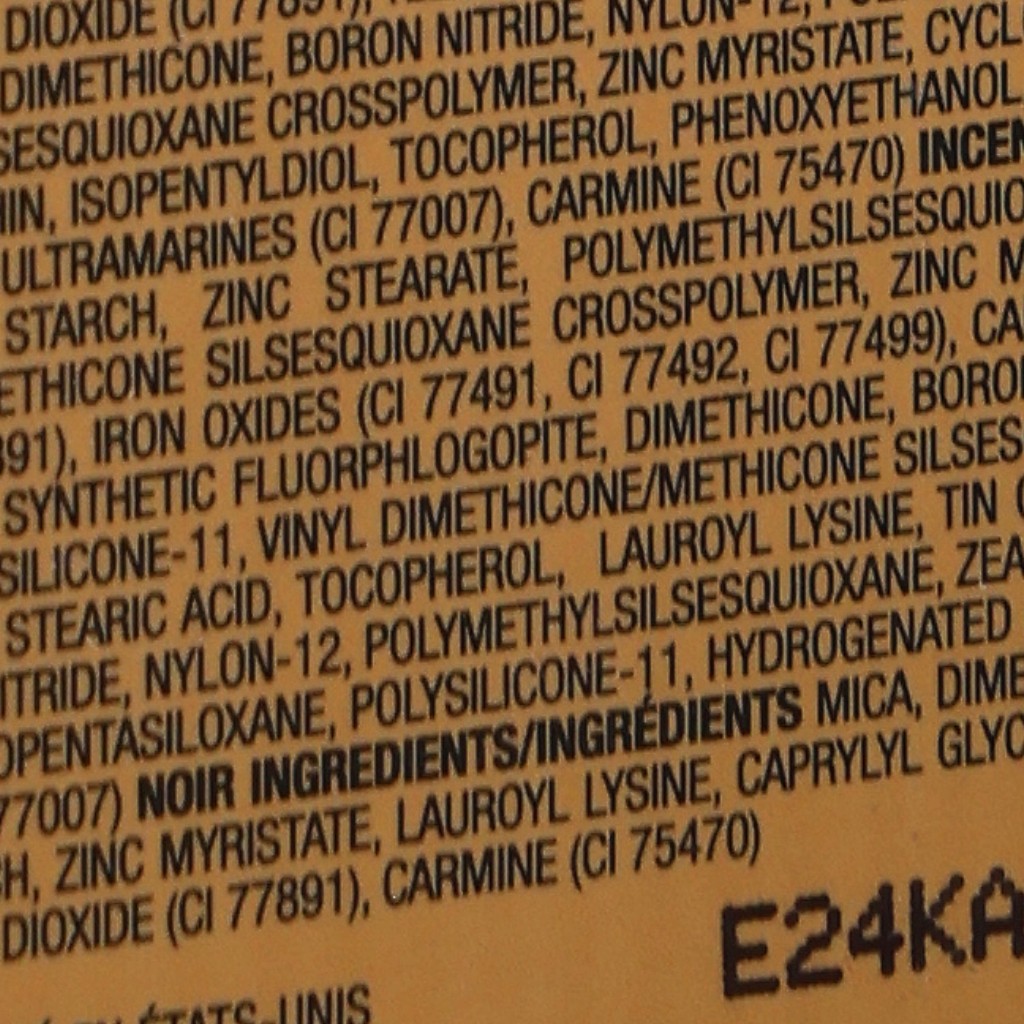 DIOXIDE (CI 77891),
DIMETHICONE, BORON NITRIDE, NYLON-12,
SESQUIOXANE CROSSPOLYMER, ZINC MYRISTATE, CYCL
HIN, ISOPENTYLDIOL, TOCOPHEROL, PHENOXYETHANOL
ULTRAMARINES (CI 77007), CARMINE (CI 75470) INCEN
STARCH, ZINC STEARATE, POLYMETHYLSILSESQUIO
ETHICONE SILSESQUIOXANE CROSSPOLYMER, ZINC M
891), IRON OXIDES (CI 77491, CI 77492, CI 77499), CA
SYNTHETIC FLUORPHLOGOPITE, DIMETHICONE, BORO
SILICONE-11, VINYL DIMETHICONE/METHICONE SILSES
STEARIC ACID, TOCOPHEROL, LAUROYL LYSINE, TIN
ITRIDE, NYLON-12, POLYMETHYLSILSESQUIOXANE, ZEA
OPENTASILOXANE, POLYSILICONE-11, HYDROGENATED
77007) NOIR INGREDIENTS/INGRÉDIENTS MICA, DIME
CH, ZINC MYRISTATE, LAUROYL LYSINE, CAPRYLYL GLYC
DIOXIDE (CI 77891), CARMINE (CI 75470)
E24KA
EN ÉTATS-UNIS